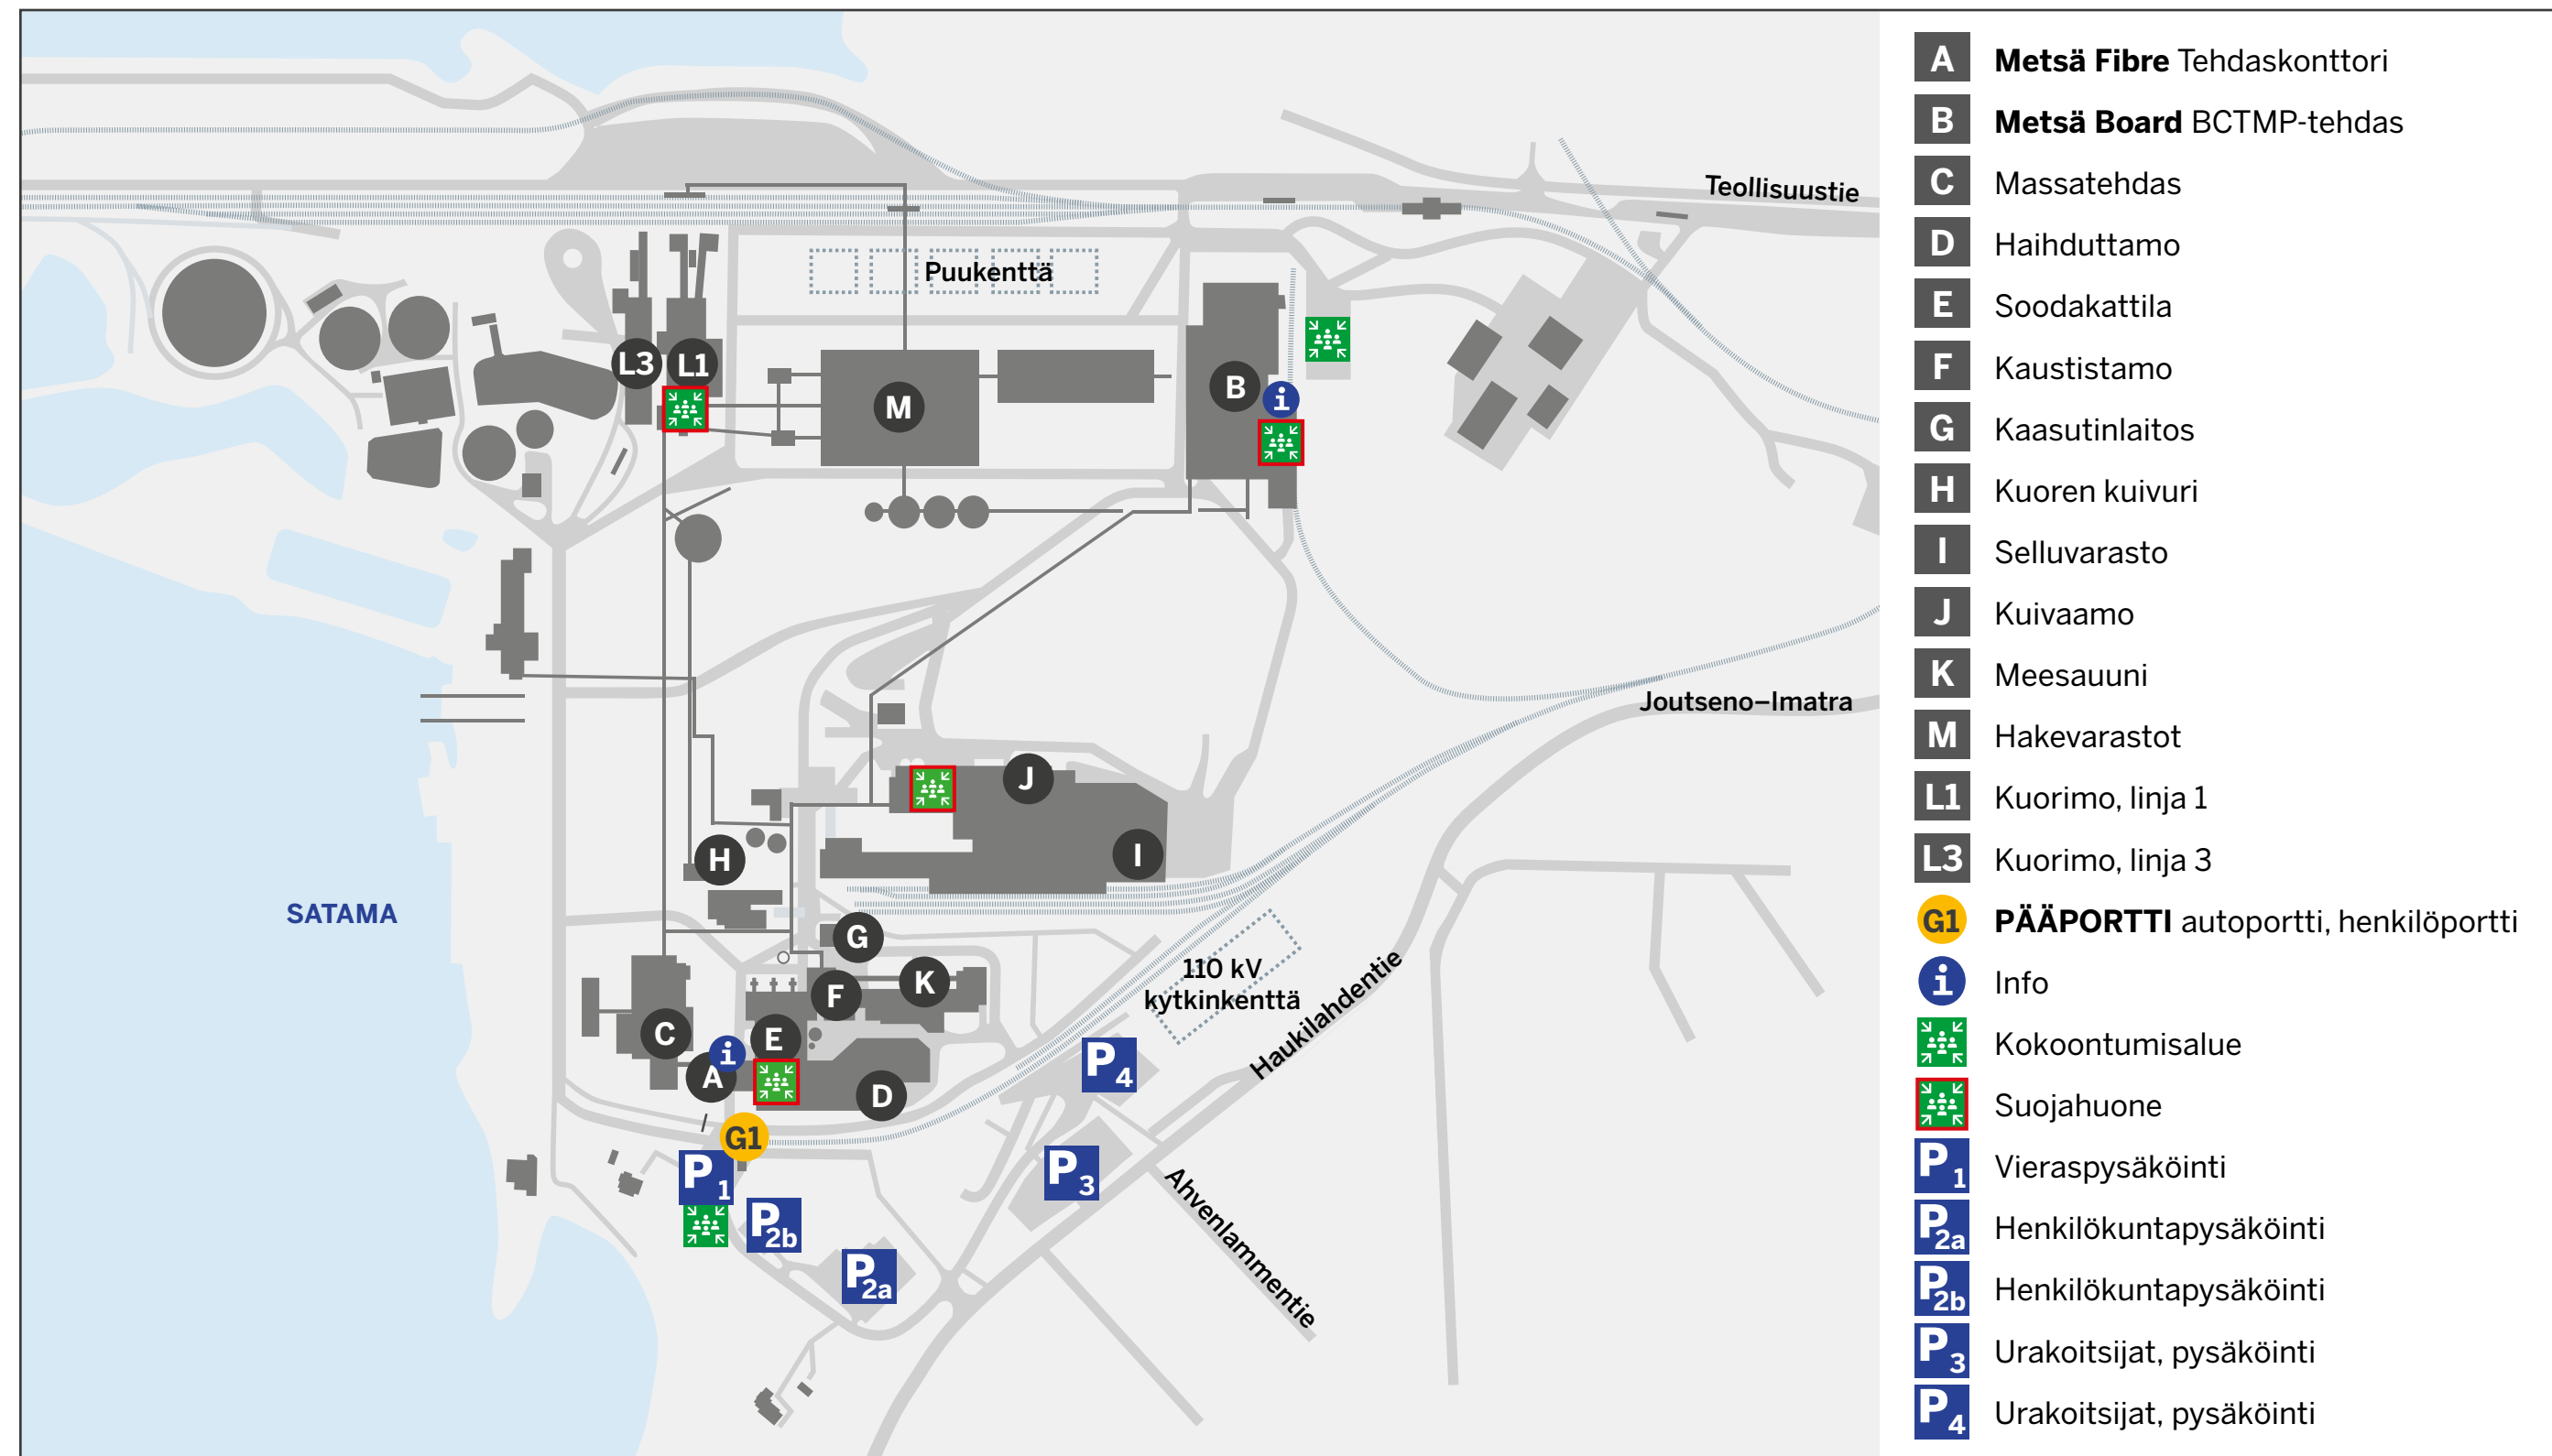 Teollisuustie
Puukenttä
L3
L1
M
B
i
Joutseno–Imatra
J
I
H
SATAMA
G
K
F
110 kV
kytkinkenttä
Haukilahdentie
C
E
i
A
D
P4
G1
P1
P3
Ahvenlammentie
P2b
P2a
A Metsä Fibre Tehdaskonttori
B Metsä Board BCTMP-tehdas
C Massatehdas
D Haihduttamo
E Soodakattila
F Kaustistamo
G Kaasutinlaitos
H Kuoren kuivuri
I Selluvarasto
J Kuivaamo
K Meesauuni
M Hakevarastot
L1 Kuorimo, linja 1
L3 Kuorimo, linja 3
G1 PÄÄPORTTI autoportti, henkilöportti
i Info
Kokoontumisalue
Suojahuone
P1 Vieraspysäköinti
P2a Henkilökuntapysäköinti
P2b Henkilökuntapysäköinti
P3 Urakoitsijat, pysäköinti
P4 Urakoitsijat, pysäköinti